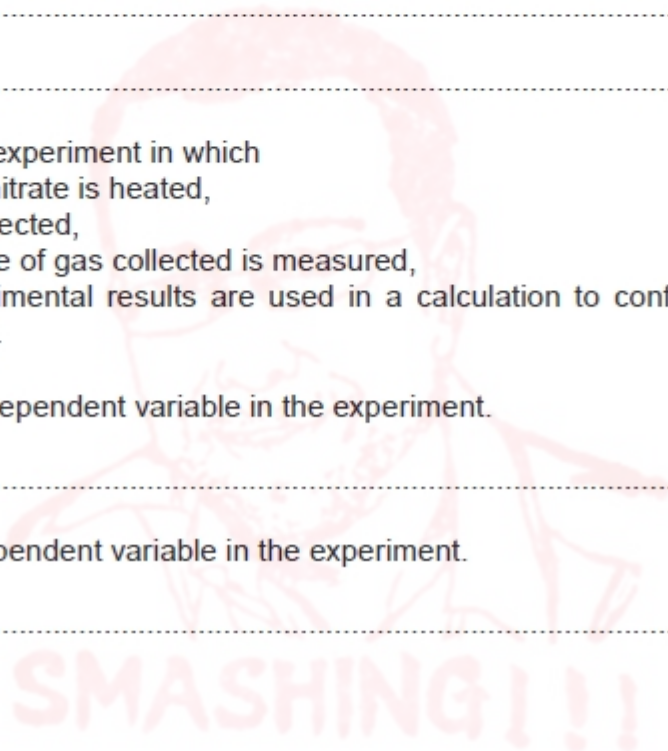 experiment in which
itrate is heated,
ected,
e of gas collected is measured,
imental results are used in a calculation to conf
ependent variable in the experiment.
pendent variable in the experiment.
SMASHING!!!